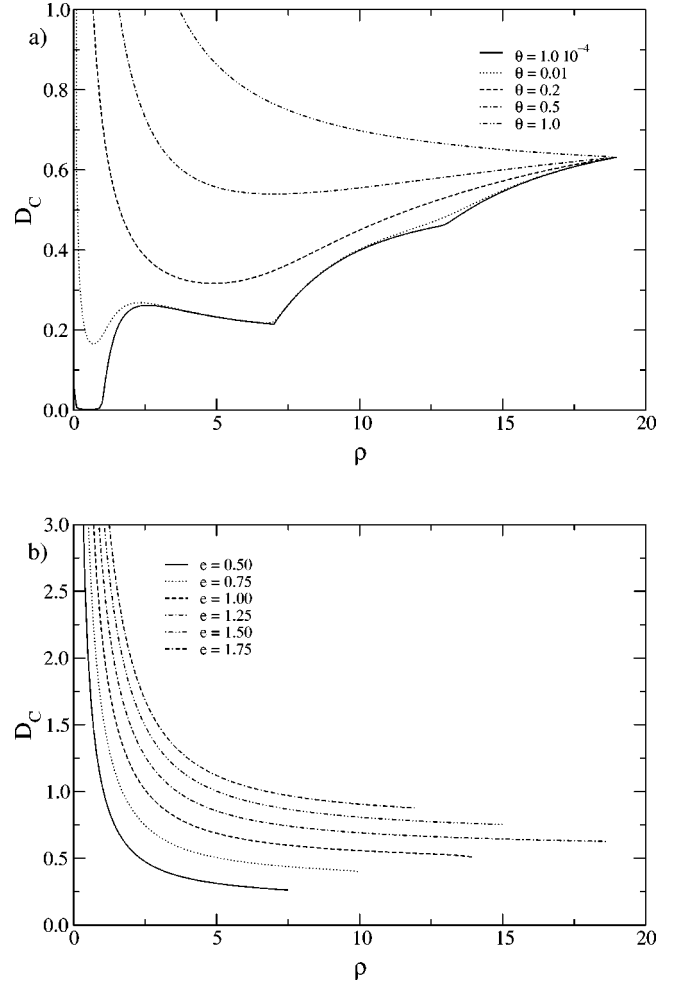 a)
1.0
0.8
0.6
0.4
0.2
0.0
D_C
θ = 1.0 10⁻⁴
θ = 0.01
θ = 0.2
θ = 0.5
θ = 1.0
0 5 10 15 20
ρ
b)
3.0
2.5
2.0
1.5
1.0
0.5
0.0
D_C
e = 0.50
e = 0.75
e = 1.00
e = 1.25
e = 1.50
e = 1.75
0 5 10 15 20
ρ